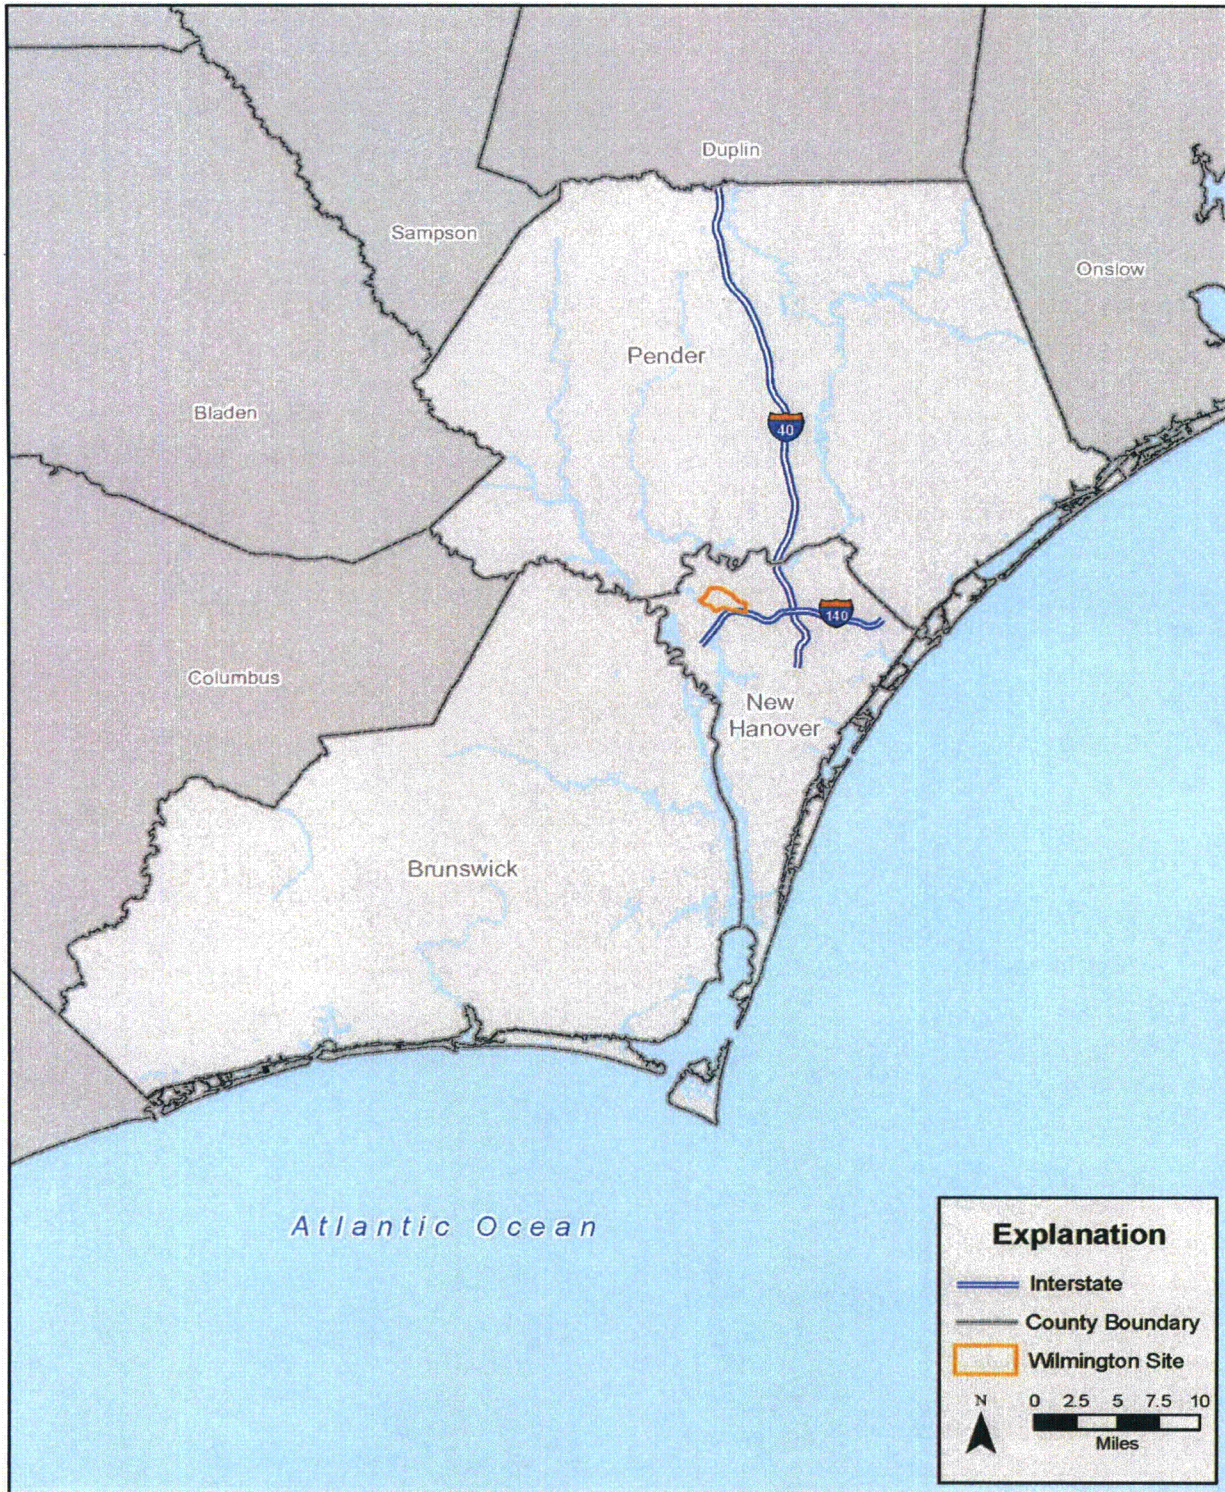 Duplin
Sampson
Onslow
Pender
Bladen
40
140
Columbus
New
Hanover
Brunswick
Atlantic Ocean
Explanation
Interstate
County Boundary
Wilmington Site
N
0 2.5 5 7.5 10
Miles